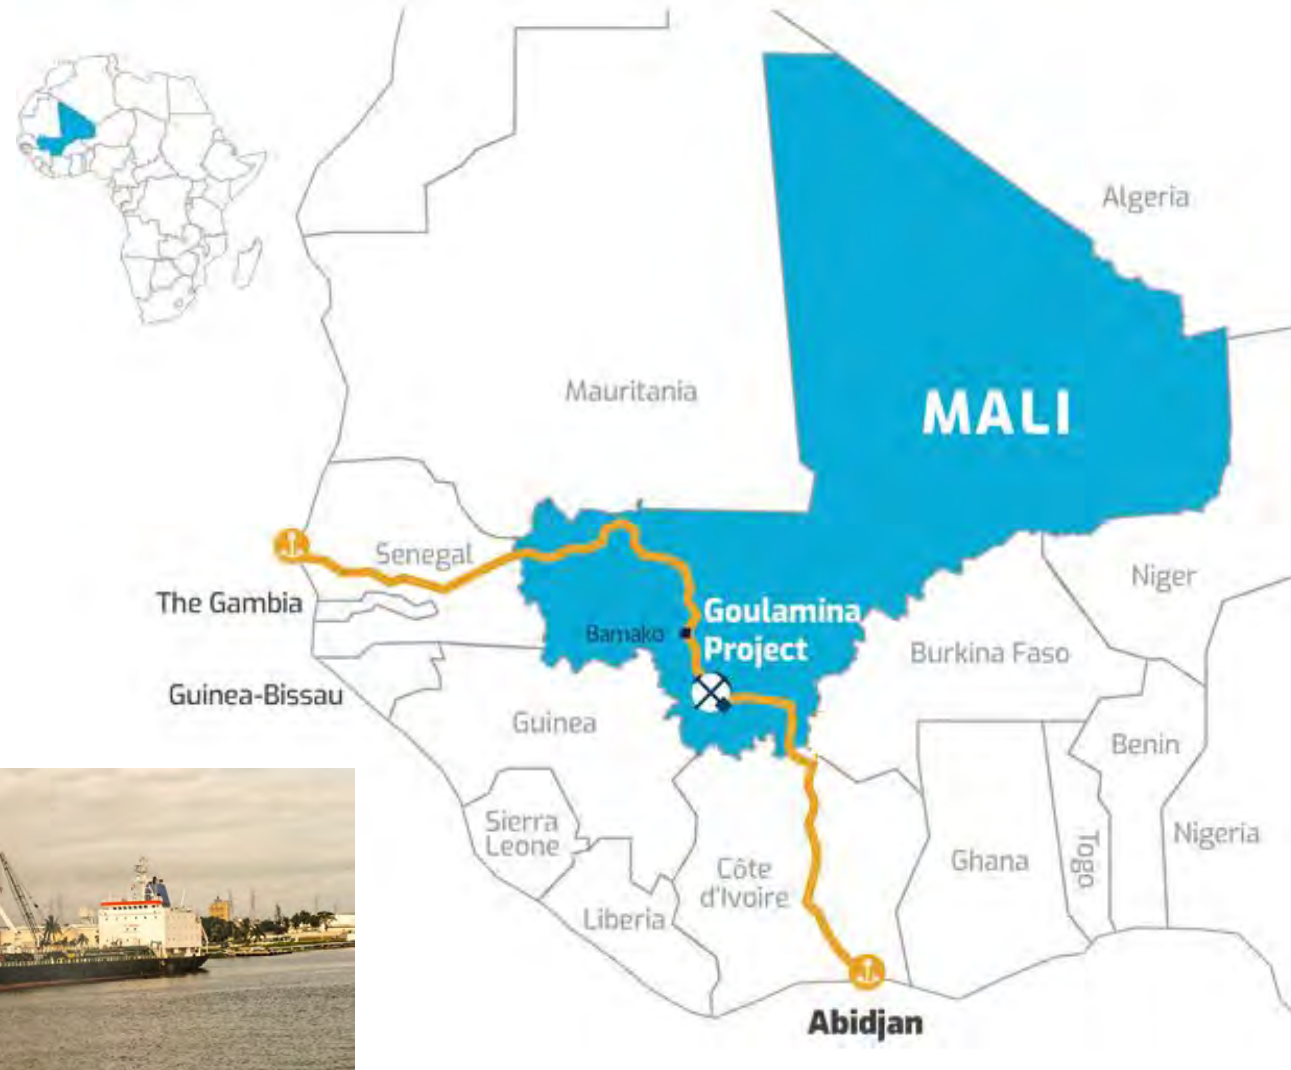 Algeria
Mauritania
MALI
Senegal
Niger
The Gambia
Goulamina
Project
Bamako
Burkina Faso
Guinea-Bissau
Guinea
Benin
Sierra
Leone
Côte
d'Ivoire
Ghana
Togo
Nigeria
Liberia
Abidjan